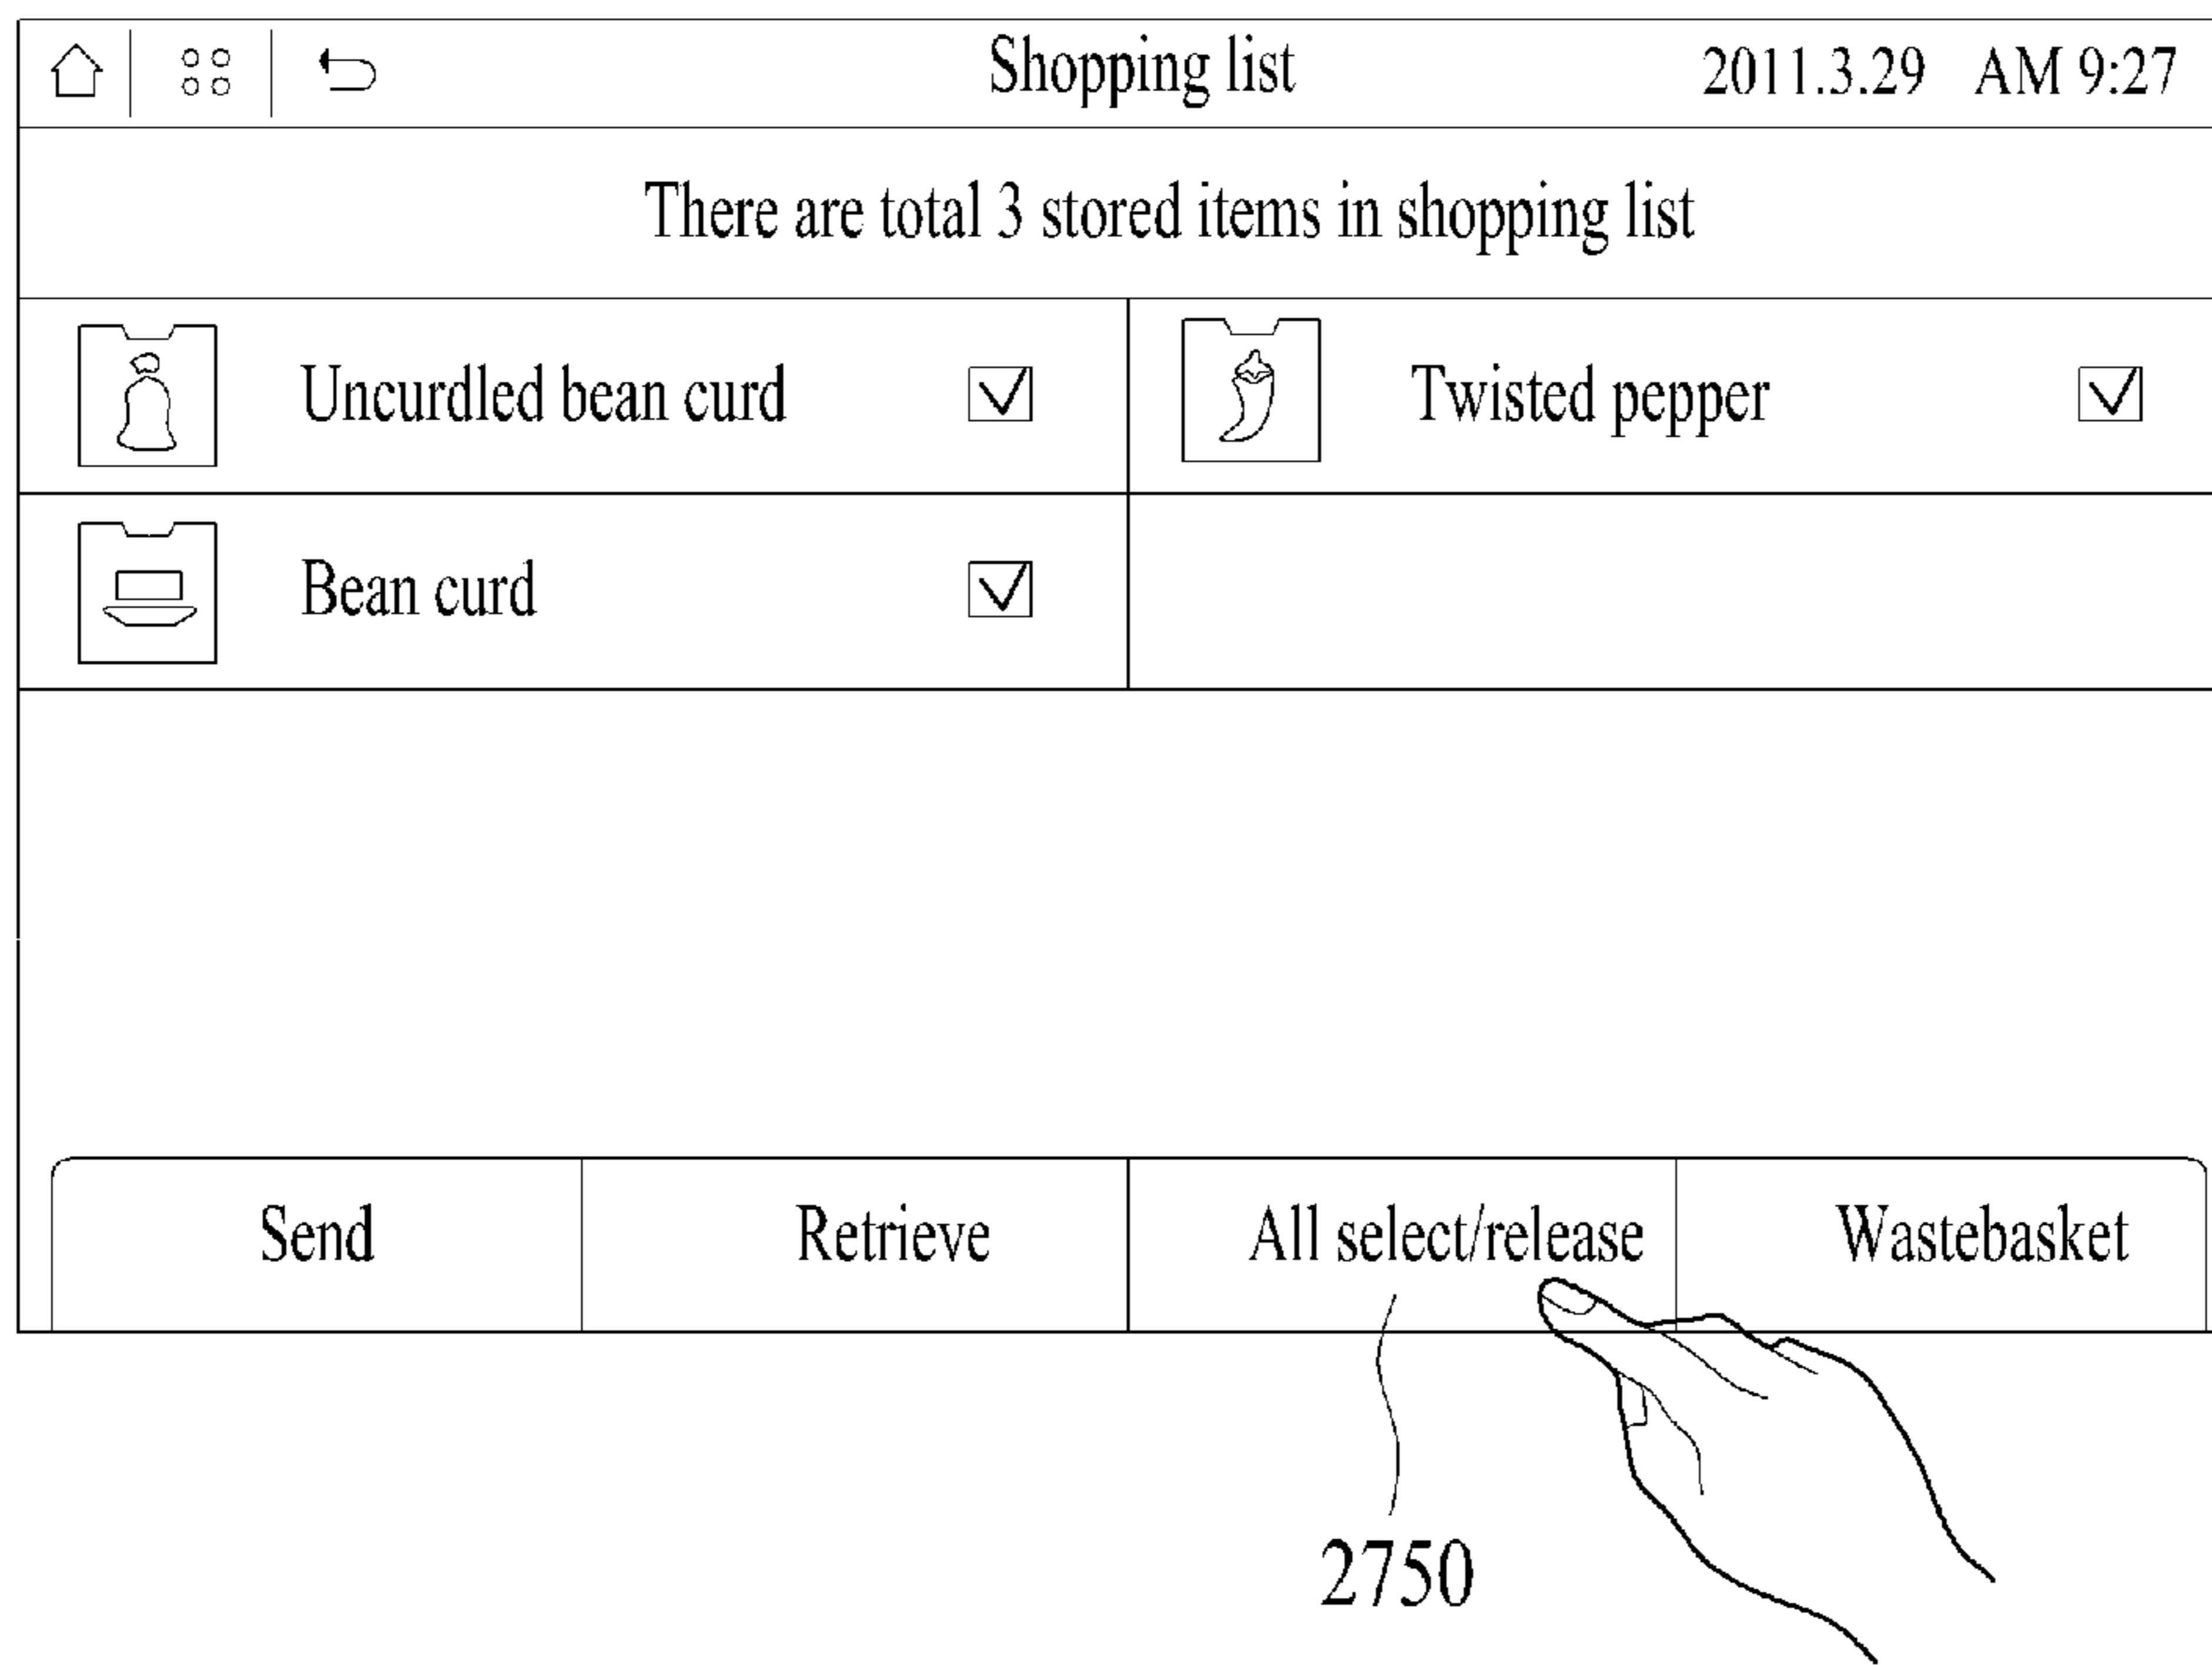 Shopping list 2011.3.29 AM 9:27
There are total 3 stored items in shopping list
Uncurdled bean curd Twisted pepper
Bean curd
Send Retrieve All select/release Wastebasket
2750